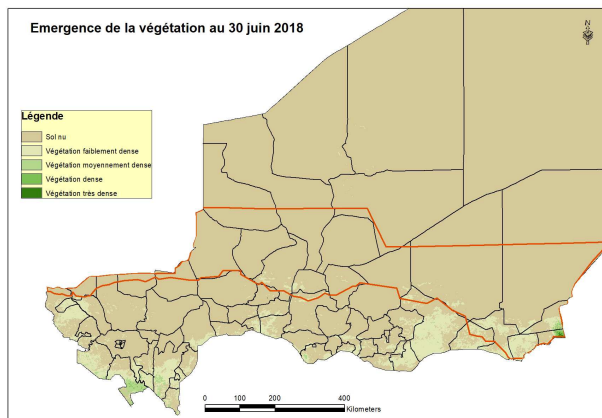 Emergence de la végétation au 30 juin 2018
N
Légende
Sol nu
Végétation faiblement dense
Végétation moyennement dense
Végétation dense
Végétation très dense
0 100 200 400
Kilometers